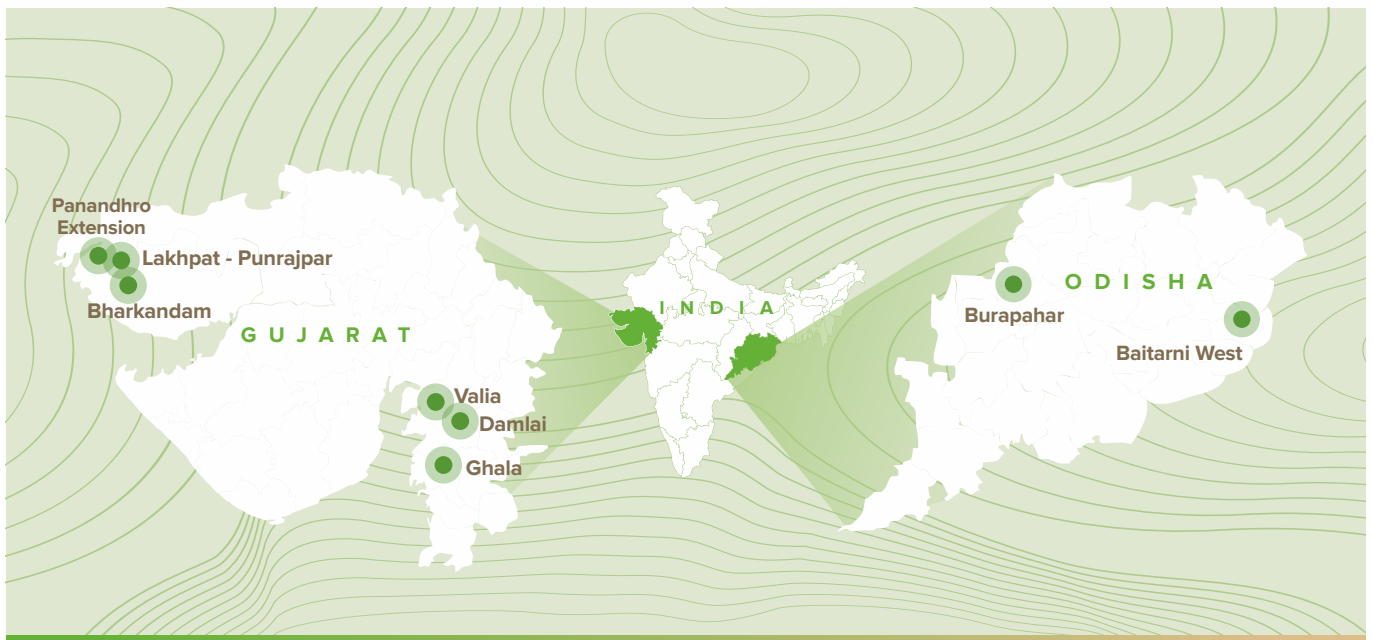 Panandhro
Extension
Lakhpat - Punrajpar
Bharkandam
GUJARAT
Valia
Damlai
Ghala
INDIA
ODISHA
Burapahar
Baitarni West